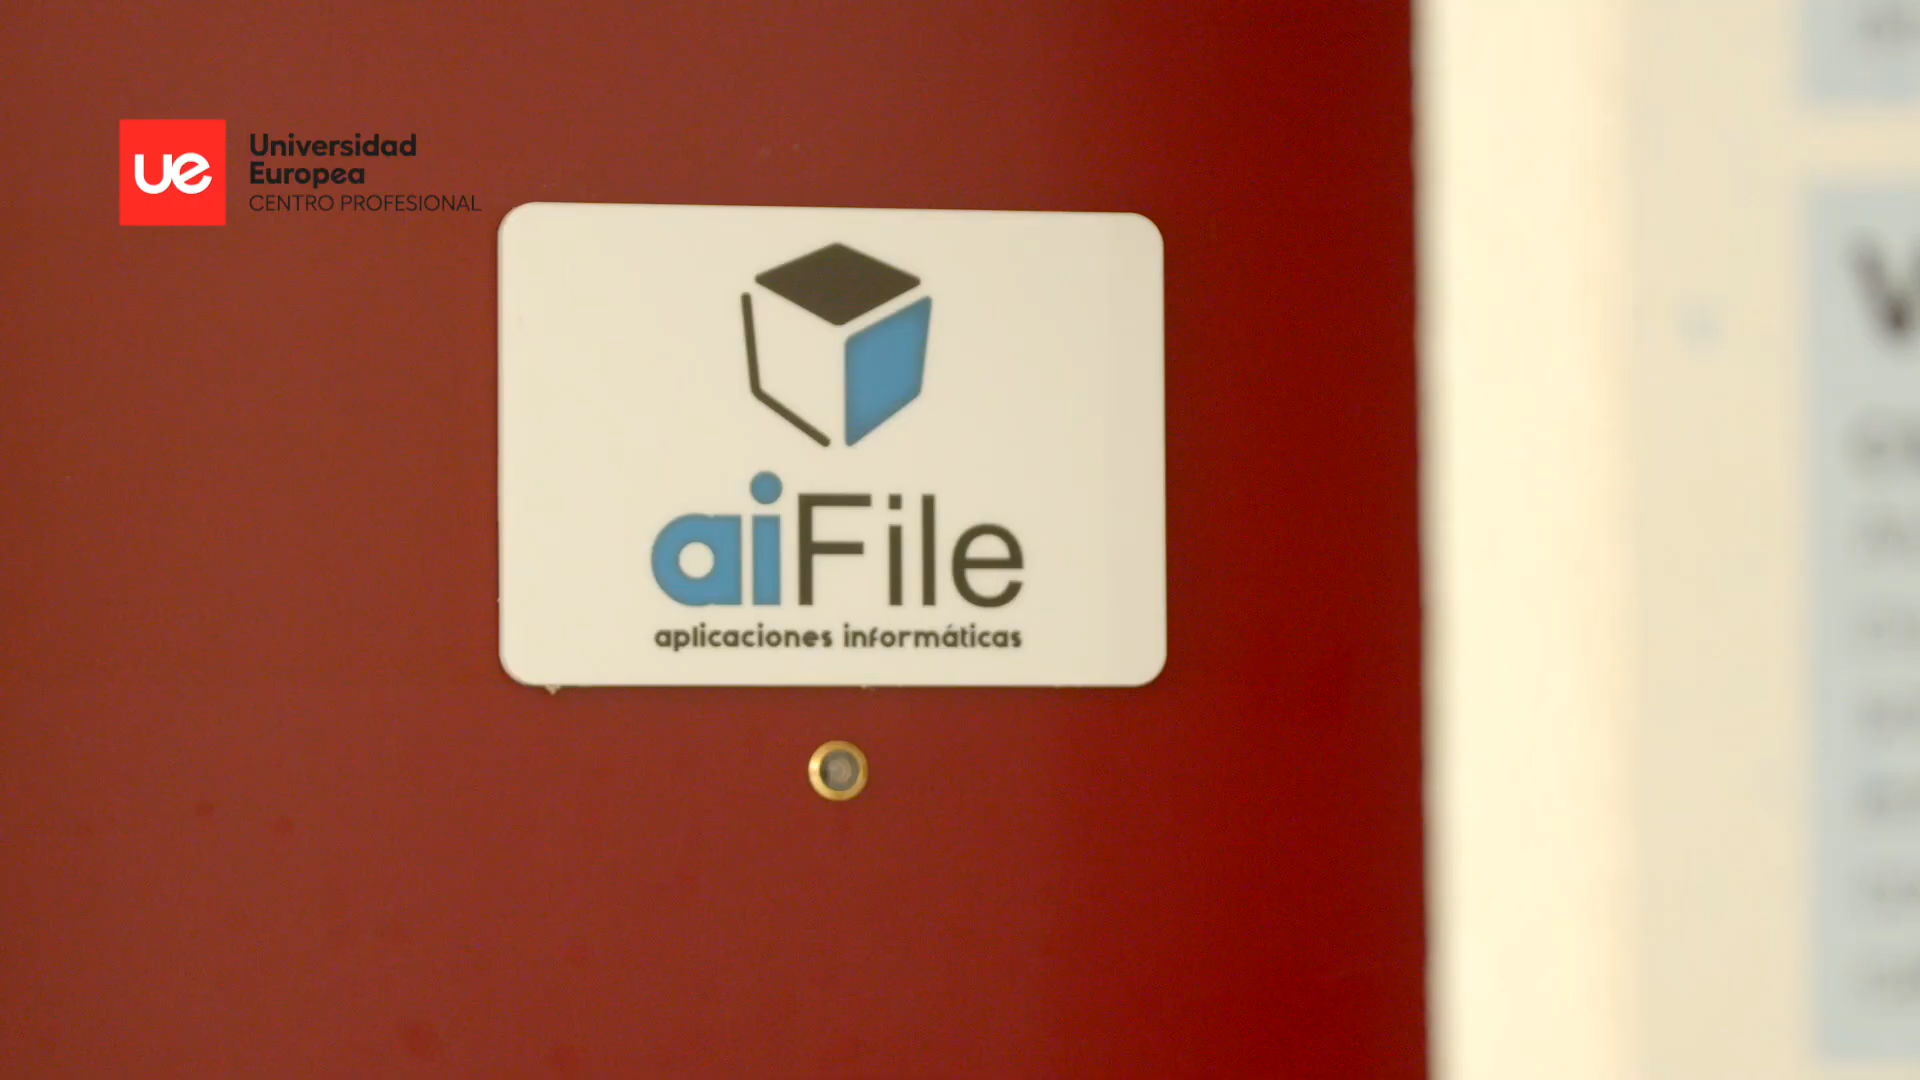 ue
Universidad
Europea
CENTRO PROFESIONAL
aiFile
aplicaciones informáticas